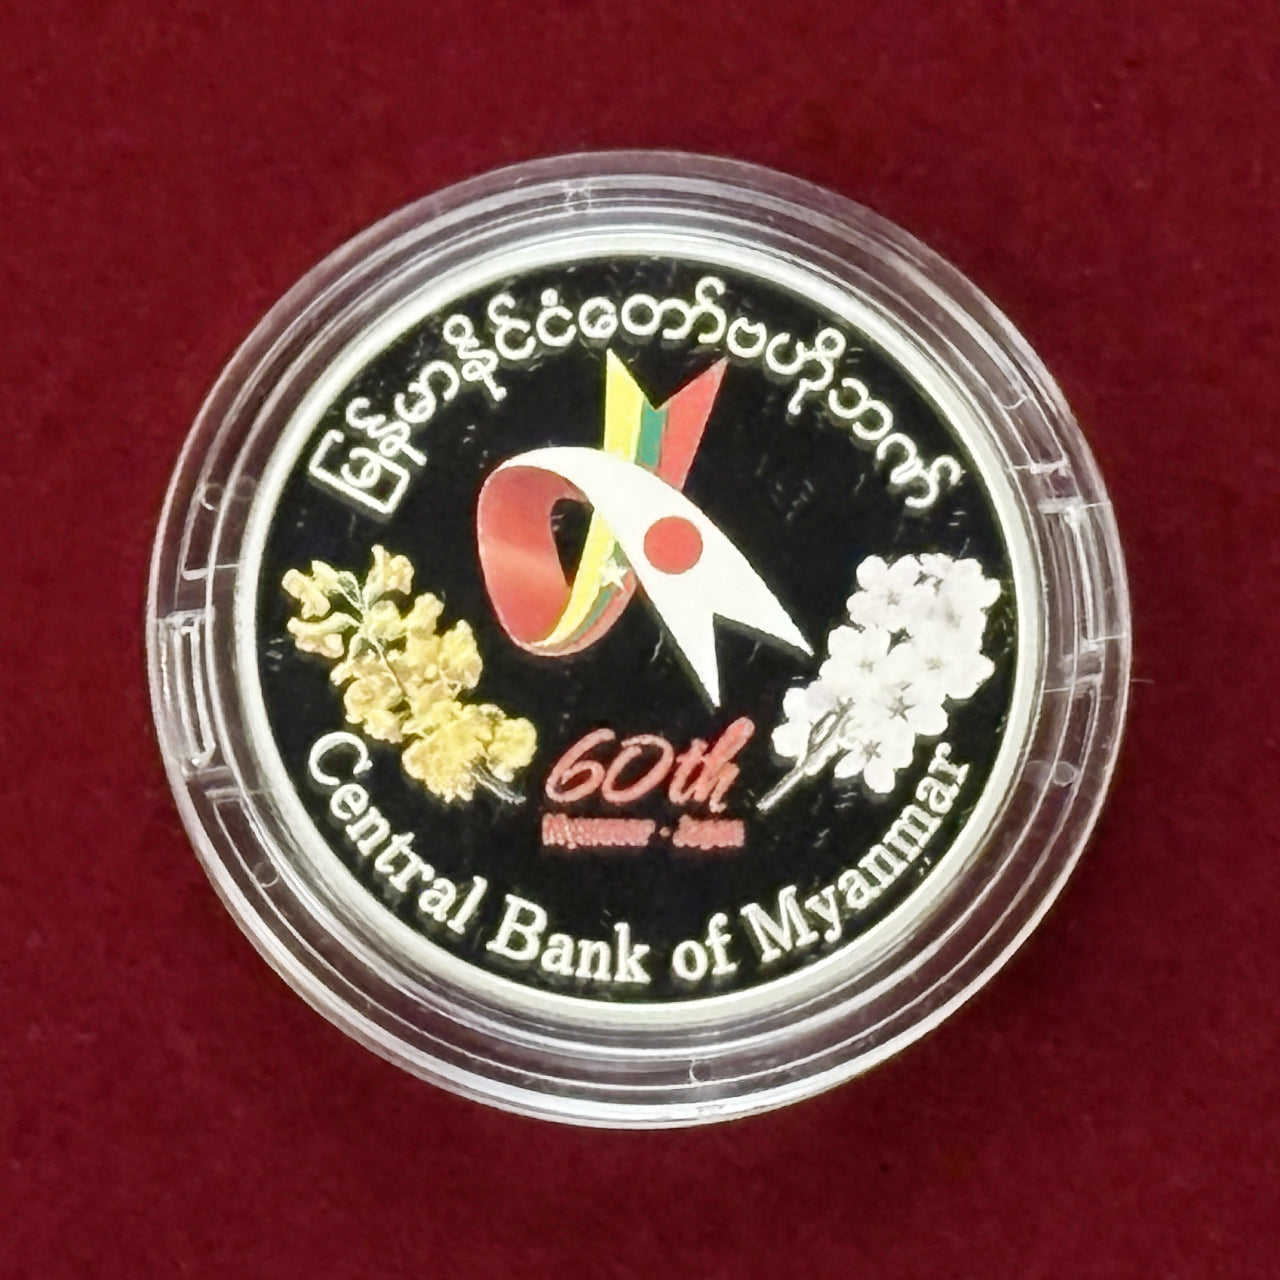 မြန်မာနိုင်ငံတော်ဗဟိုဘဏ်
60th
Myanmar - Japan
Central Bank of Myanmar